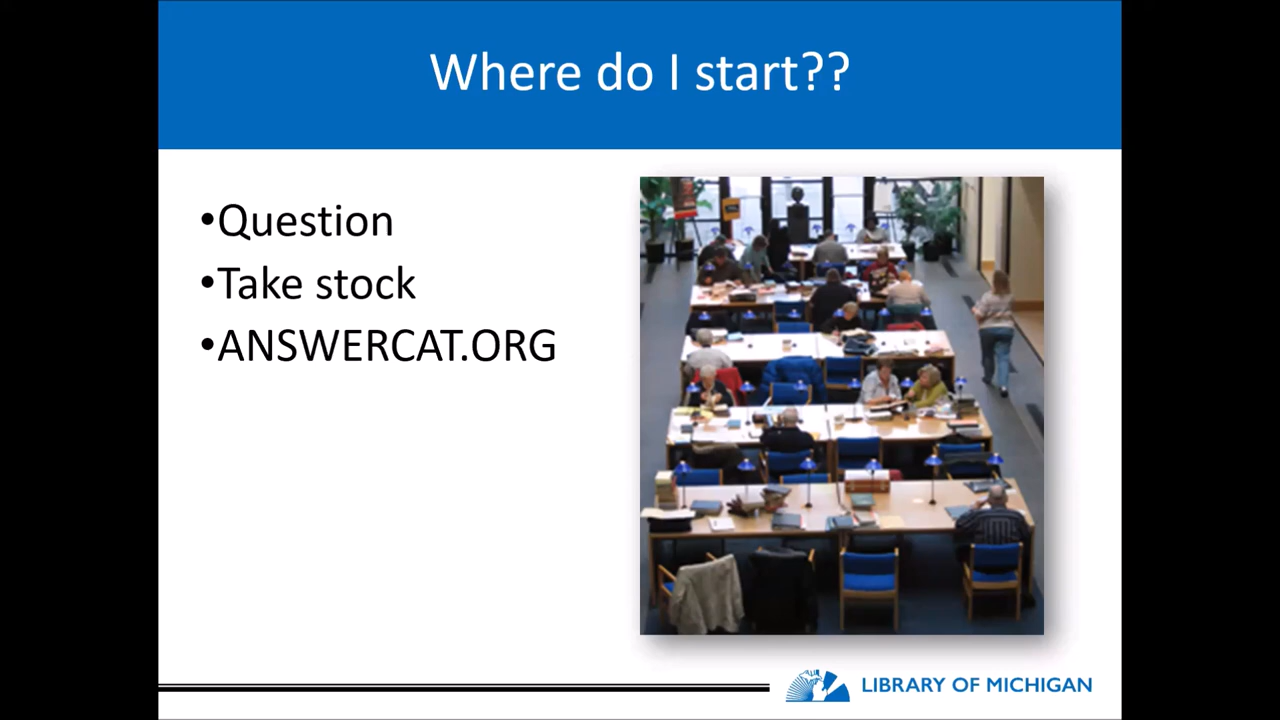 Where do I start??
•Question
•Take stock
•ANSWERCAT.ORG
LIBRARY OF MICHIGAN